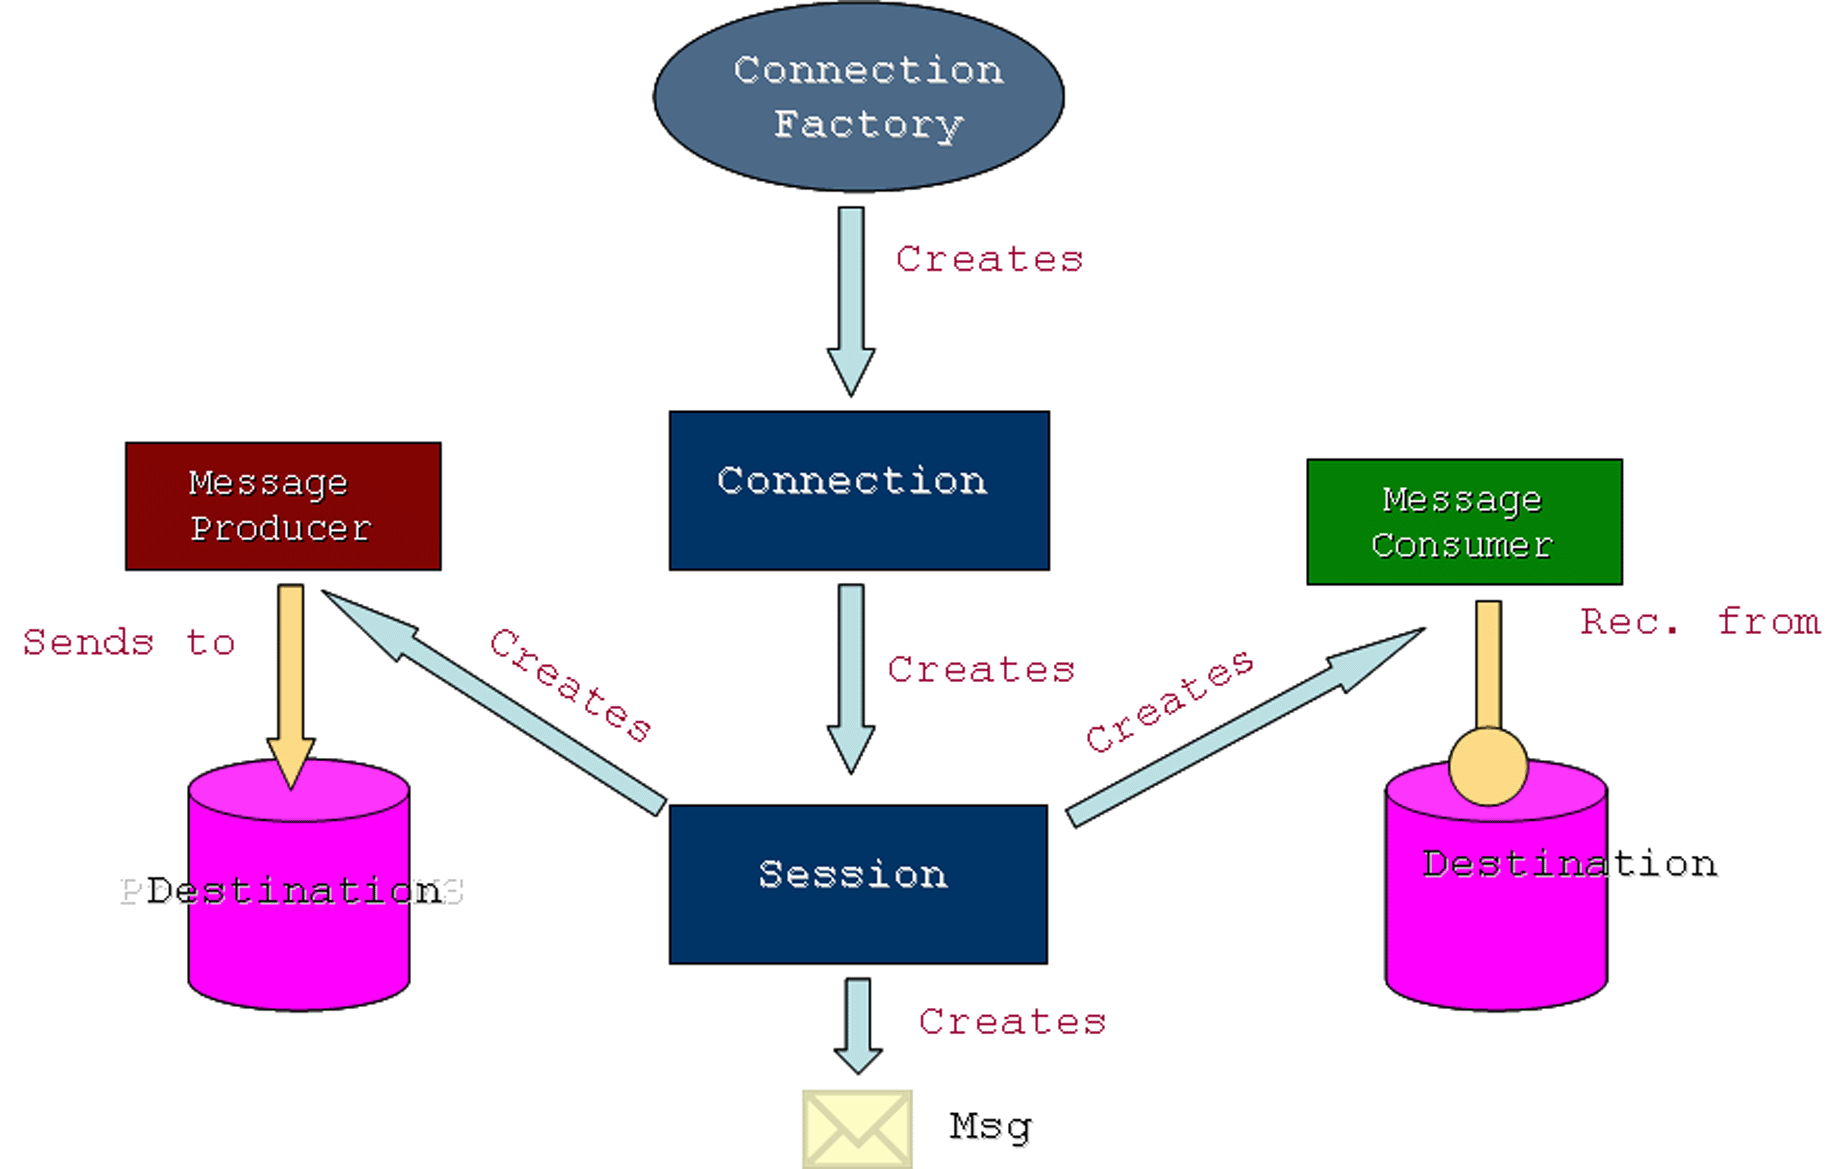 Connection
Factory
Creates
Connection
Message
Producer
Message
Consumer
Sends to
Creates
Creates
Creates
Rec. from
Destination
Session
Destination
Creates
Msg